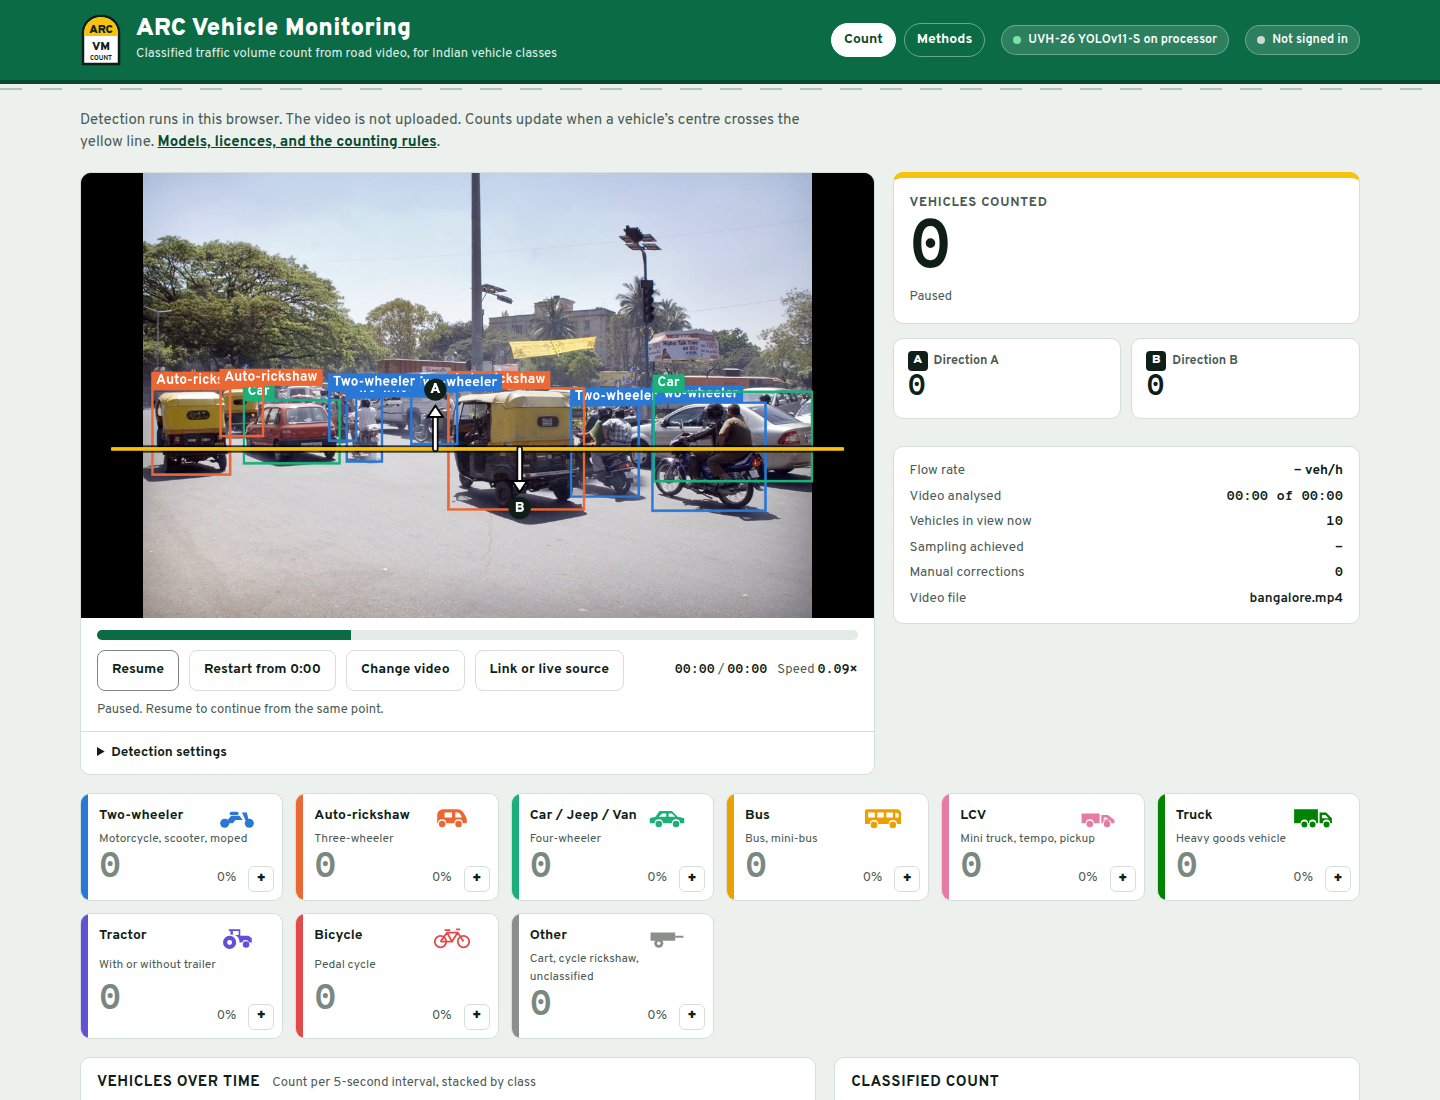 ARC
VM
COUNT
ARC Vehicle Monitoring
Classified traffic volume count from road video, for Indian vehicle classes
Count
Methods
UVH-26 YOLOv11-S on processor
Not signed in
Detection runs in this browser. The video is not uploaded. Counts update when a vehicle’s centre crosses the
yellow line. Models, licences, and the counting rules.
Auto-ricks
Auto-rickshaw
Car
Two-wheeler
wheeler
kshaw
Two-wheeler
Car
wo-wheeler
A
B
Resume
Restart from 0:00
Change video
Link or live source
00:00 / 00:00
Speed 0.09×
Paused. Resume to continue from the same point.
Detection settings
VEHICLES COUNTED
0
Paused
A Direction A
0
B Direction B
0
Flow rate – veh/h
Video analysed 00:00 of 00:00
Vehicles in view now 10
Sampling achieved –
Manual corrections 0
Video file bangalore.mp4
Two-wheeler
Motorcycle, scooter, moped
0 0% +
Auto-rickshaw
Three-wheeler
0 0% +
Car / Jeep / Van
Four-wheeler
0 0% +
Bus
Bus, mini-bus
0 0% +
LCV
Mini truck, tempo, pickup
0 0% +
Truck
Heavy goods vehicle
0 0% +
Tractor
With or without trailer
0 0% +
Bicycle
Pedal cycle
0 0% +
Other
Cart, cycle rickshaw,
unclassified
0 0% +
VEHICLES OVER TIME Count per 5-second interval, stacked by class
CLASSIFIED COUNT